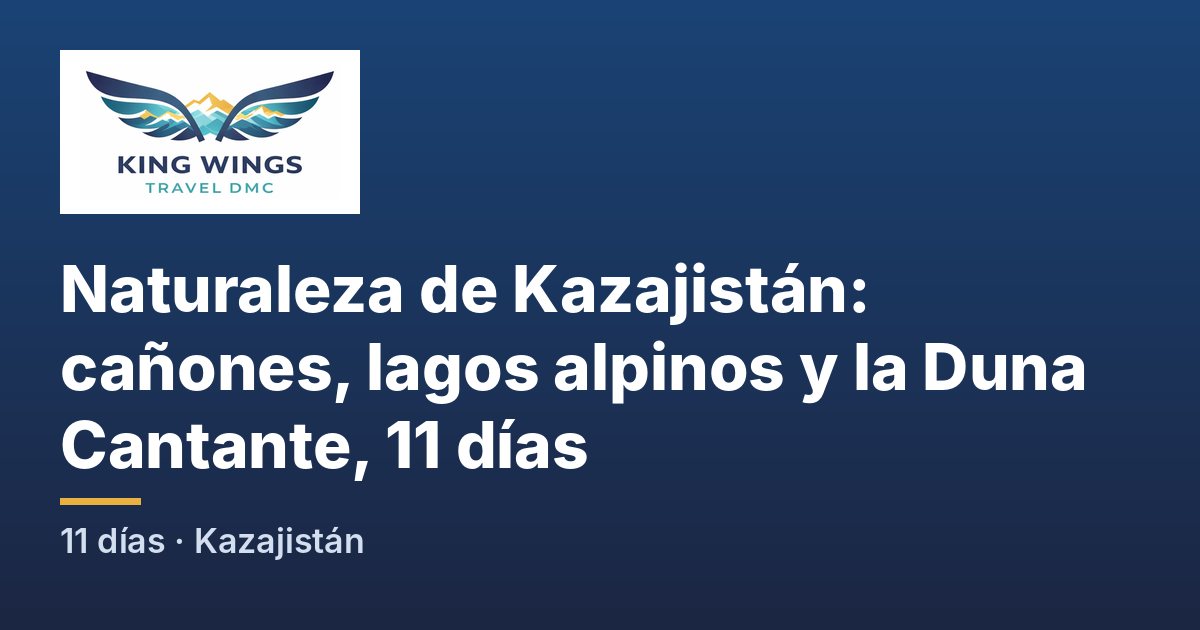 KING WINGS
TRAVEL DMC
Naturaleza de Kazajistán:
cañones, lagos alpinos y la Duna
Cantante, 11 días
11 días · Kazajistán